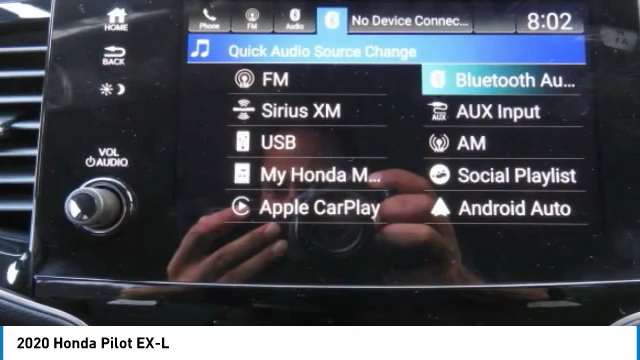 HOME
BACK
VOL
AUDIO
Phone
FM
Audio
No Device Connec...
8:02
Quick Audio Source Change
FM
Bluetooth Au...
Sirius XM
AUX
AUX Input
USB
AM
My Honda M...
Social Playlist
Apple CarPlay
Android Auto
2020 Honda Pilot EX-L